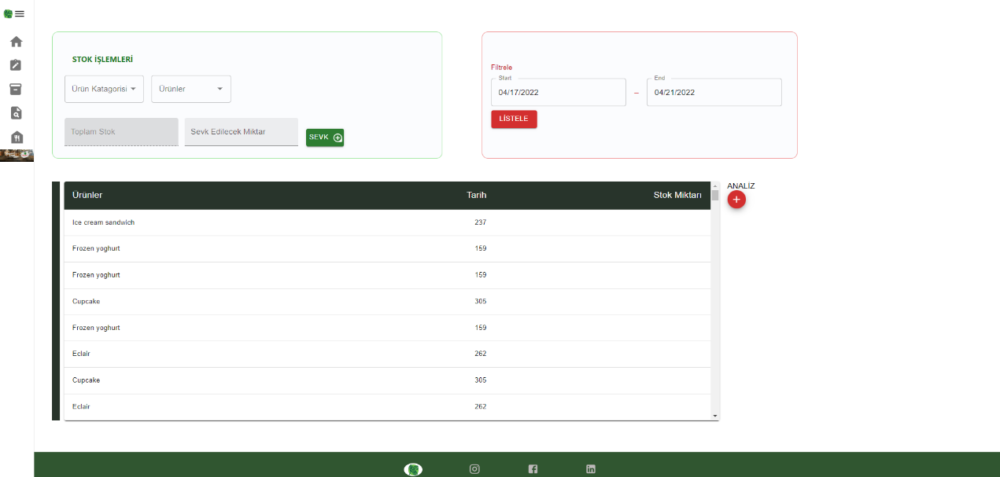 STOK İŞLEMLERİ
Ürün Katagorisi
Ürünler
Toplam Stok
Sevk Edilecek Miktar
SEVK
Filtrele
Start
04/17/2022
–
End
04/21/2022
LİSTELE
Ürünler Tarih Stok Miktarı
Ice cream sandwich 237
Frozen yoghurt 159
Frozen yoghurt 159
Cupcake 305
Frozen yoghurt 159
Eclair 262
Cupcake 305
Eclair 262
ANALİZ